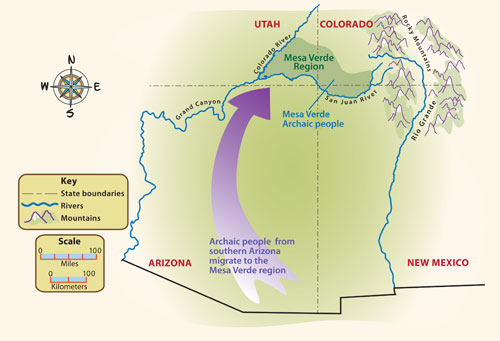 UTAH
COLORADO
Rocky Mountains
Colorado River
Mesa Verde
Region
N
W
E
S
Grand Canyon
San Juan River
Mesa Verde
Archaic people
Rio Grande
Key
State boundaries
Rivers
Mountains
Scale
0 100
Miles
0 100
Kilometers
Archaic people from
southern Arizona
migrate to the
Mesa Verde region
ARIZONA
NEW MEXICO